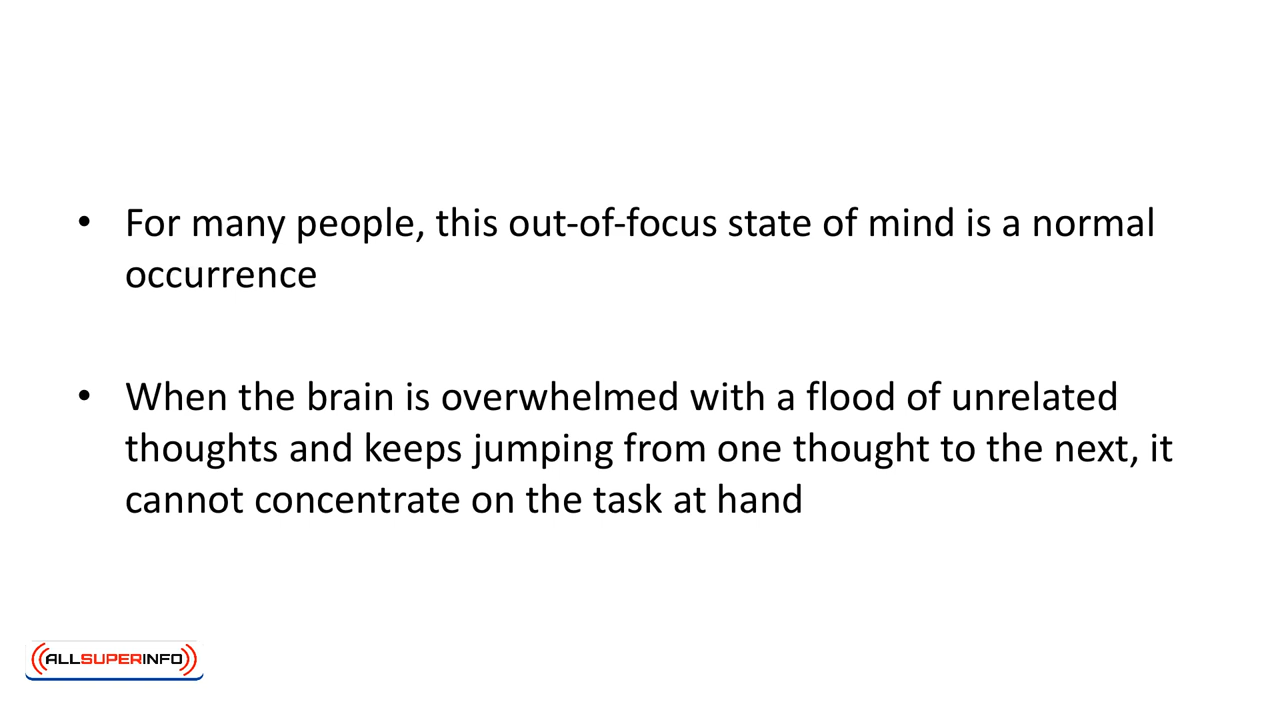 • For many people, this out-of-focus state of mind is a normal
occurrence
• When the brain is overwhelmed with a flood of unrelated
thoughts and keeps jumping from one thought to the next, it
cannot concentrate on the task at hand
ALLSUPERINFO